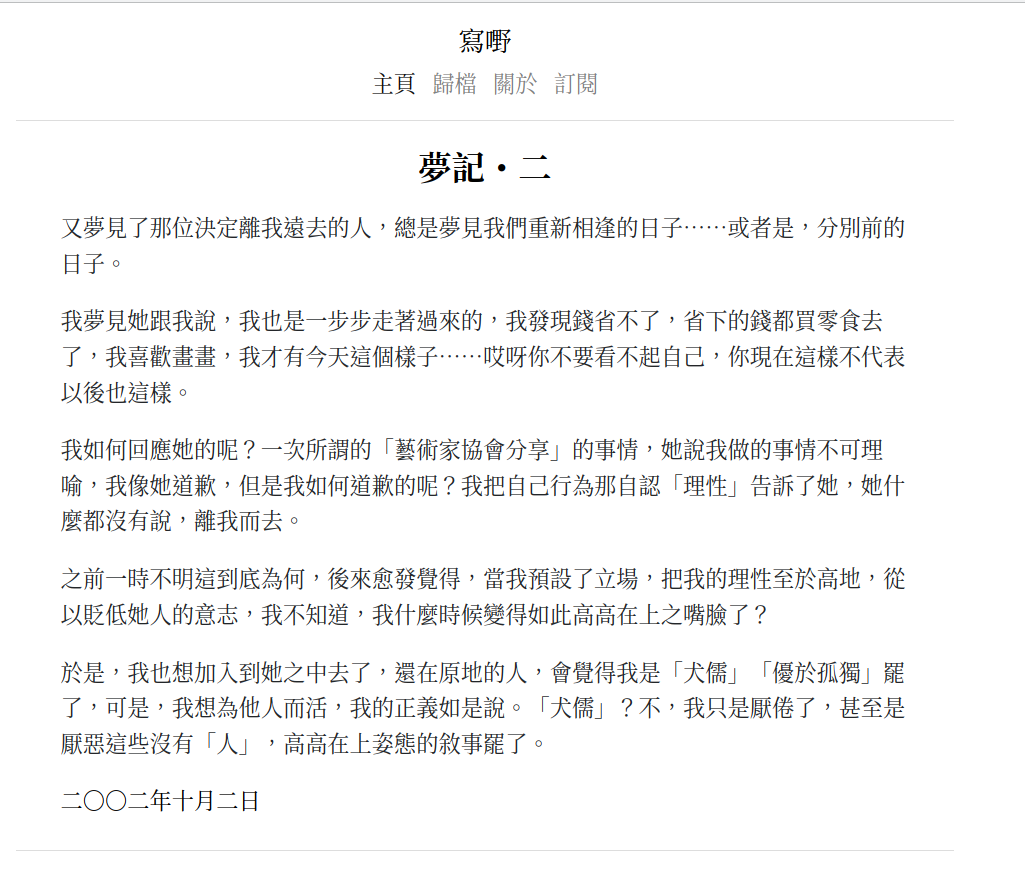 寫嘢
主頁 歸檔 關於 訂閱
夢記・二
又夢見了那位決定離我遠去的人，總是夢見我們重新相逢的日子⋯⋯或者是，分別前的
日子。
我夢見她跟我說，我也是一步步走著過來的，我發現錢省不了，省下的錢都買零食去
了，我喜歡畫畫，我才有今天這個樣子⋯⋯哎呀你不要看不起自己，你現在這樣不代表
以後也這樣。
我如何回應她的呢？一次所謂的「藝術家協會分享」的事情，她說我做的事情不可理
喻，我像她道歉，但是我如何道歉的呢？我把自己行為那自認「理性」告訴了她，她什
麼都沒有說，離我而去。
之前一時不明這到底為何，後來愈發覺得，當我預設了立場，把我的理性至於高地，從
以貶低她人的意志，我不知道，我什麼時候變得如此高高在上之嘴臉了？
於是，我也想加入到她之中去了，還在原地的人，會覺得我是「犬儒」「優於孤獨」罷
了，可是，我想為他人而活，我的正義如是說。「犬儒」？不，我只是厭倦了，甚至是
厭惡這些沒有「人」，高高在上姿態的敘事罷了。
二〇〇二年十月二日